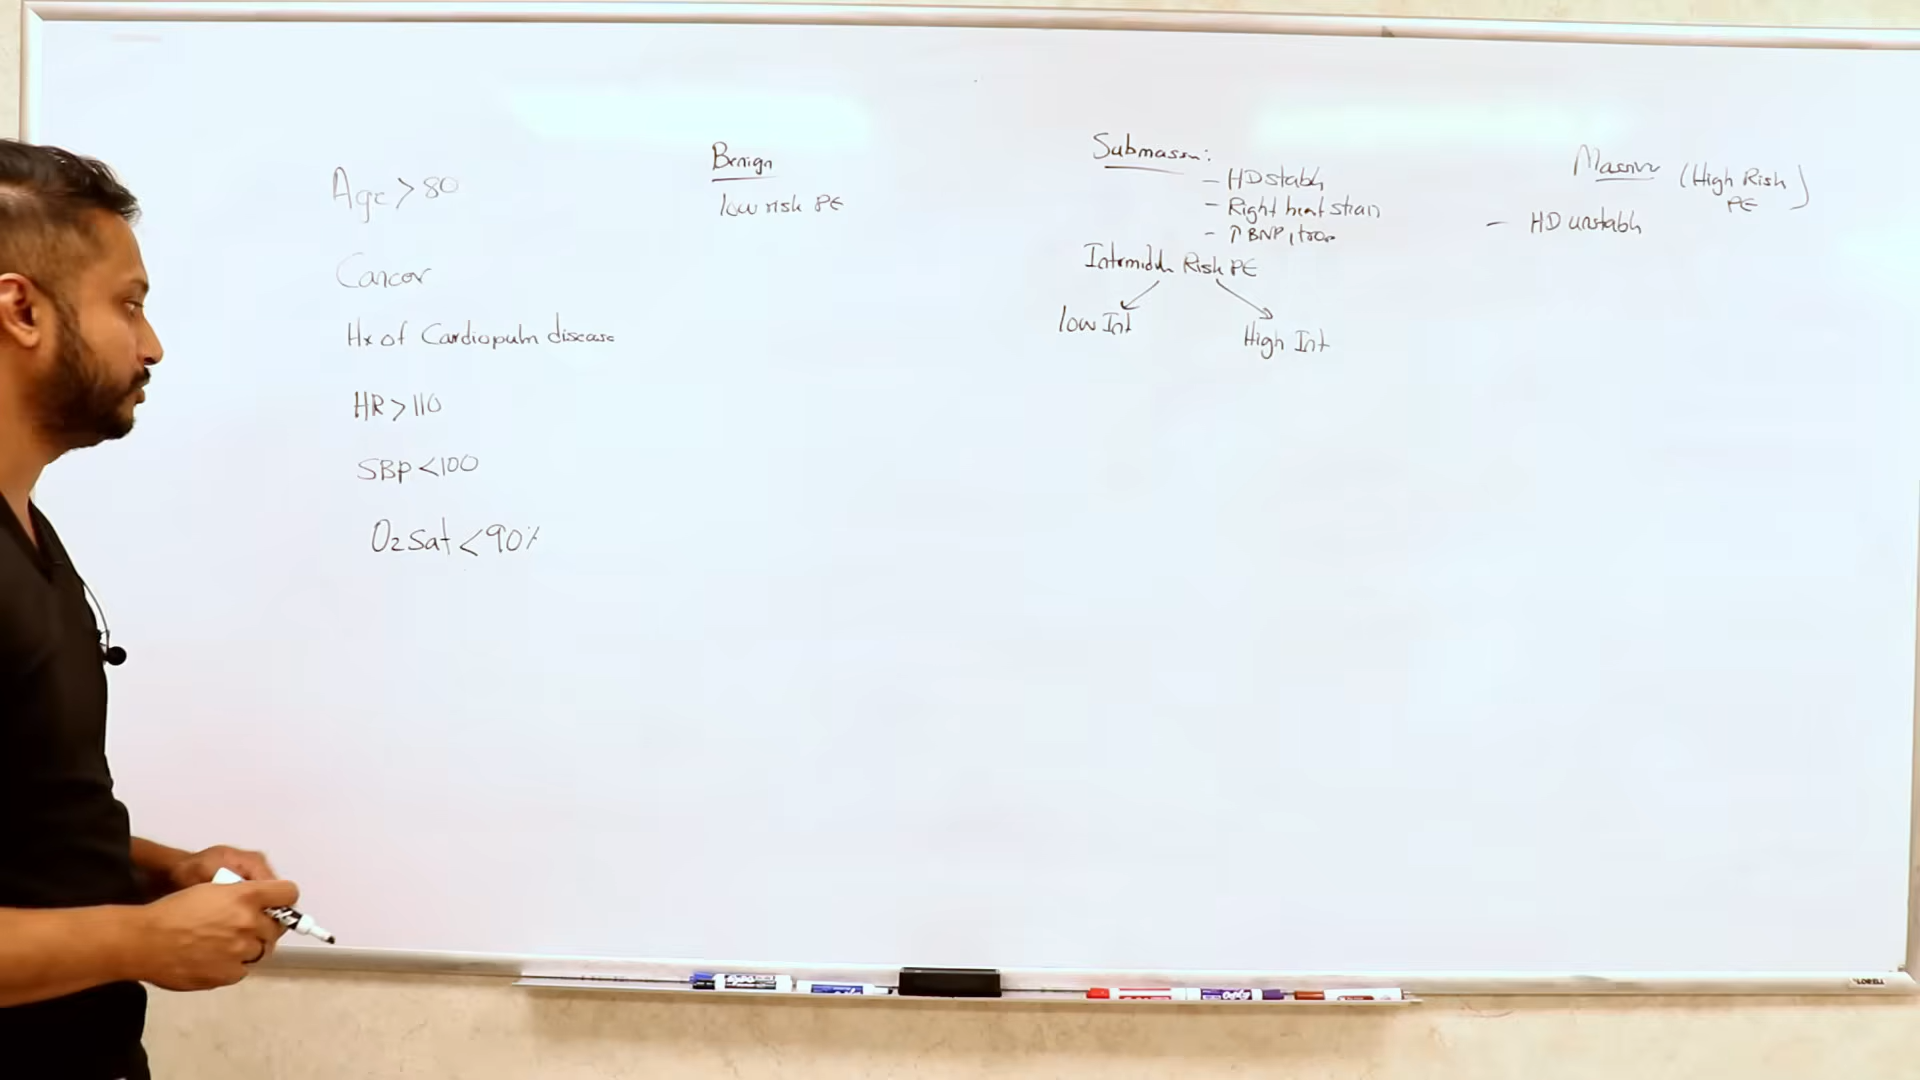 Age > 80
Cancer
Hx of Cardiopulm disease
HR > 110
SBP < 100
O2 Sat < 90%
Benign
low risk PE
Submassive:
- HD stable
- Right heart strain
- ↑ BNP, trop
Intermediate Risk PE
low Int
High Int
Massive (High Risk PE)
- HD unstable
LORELL